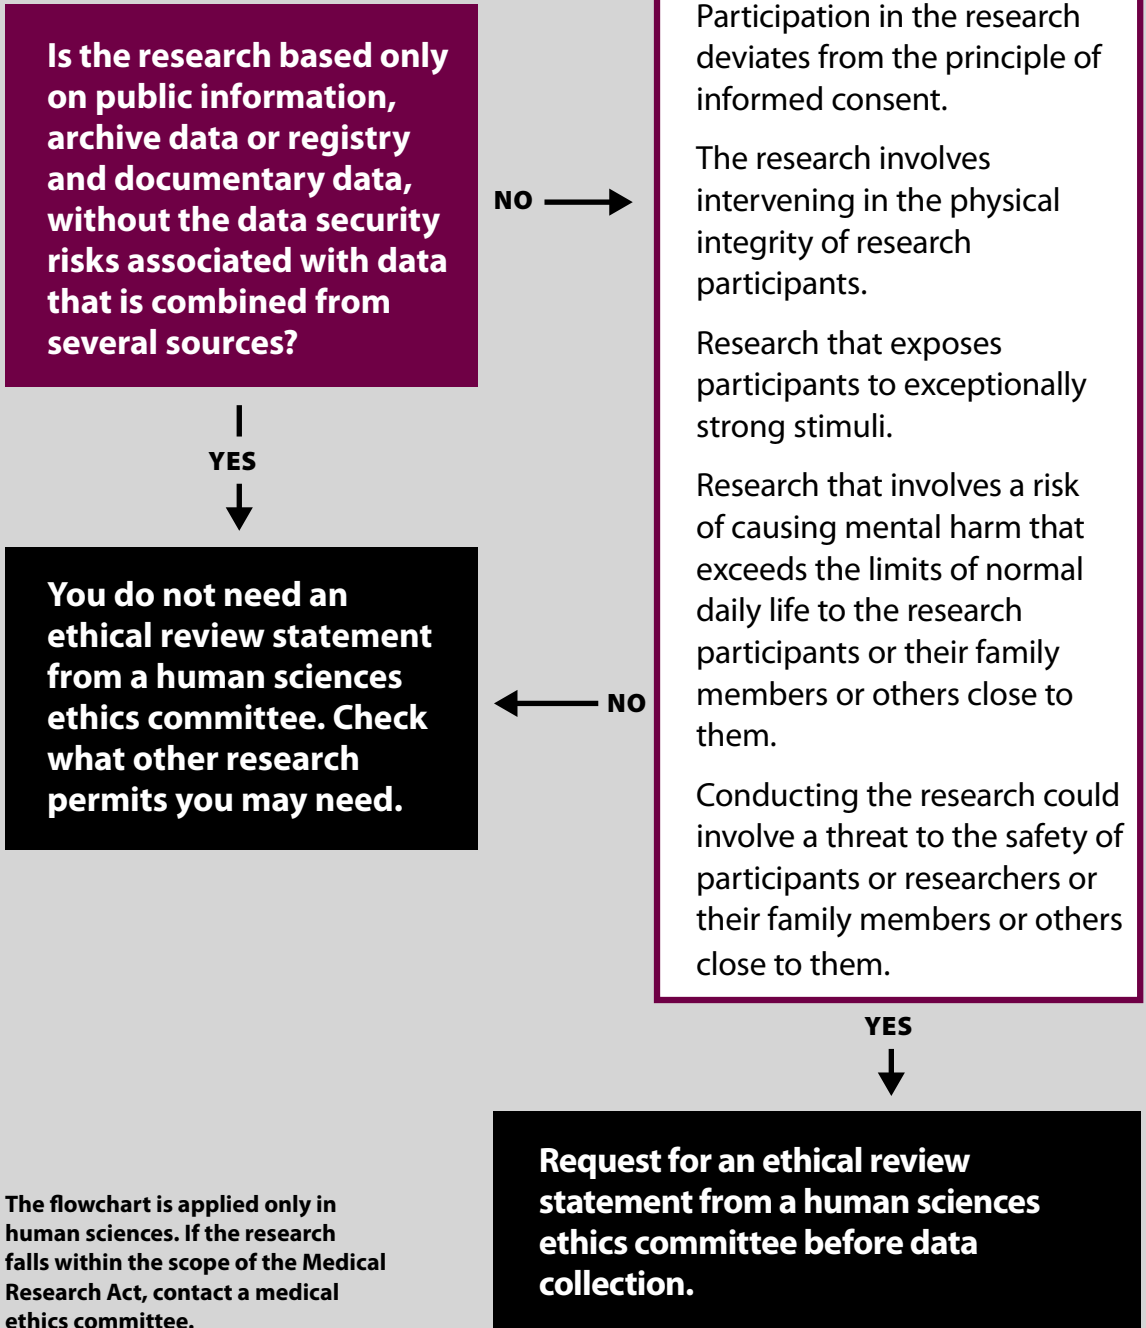 Is the research based only
on public information,
archive data or registry
and documentary data,
without the data security
risks associated with data
that is combined from
several sources?
NO
Participation in the research
deviates from the principle of
informed consent.
The research involves
intervening in the physical
integrity of research
participants.
Research that exposes
participants to exceptionally
strong stimuli.
Research that involves a risk
of causing mental harm that
exceeds the limits of normal
daily life to the research
participants or their family
members or others close to
them.
Conducting the research could
involve a threat to the safety of
participants or researchers or
their family members or others
close to them.
YES
You do not need an
ethical review statement
from a human sciences
ethics committee. Check
what other research
permits you may need.
NO
YES
Request for an ethical review
statement from a human sciences
ethics committee before data
collection.
The flowchart is applied only in
human sciences. If the research
falls within the scope of the Medical
Research Act, contact a medical
ethics committee.